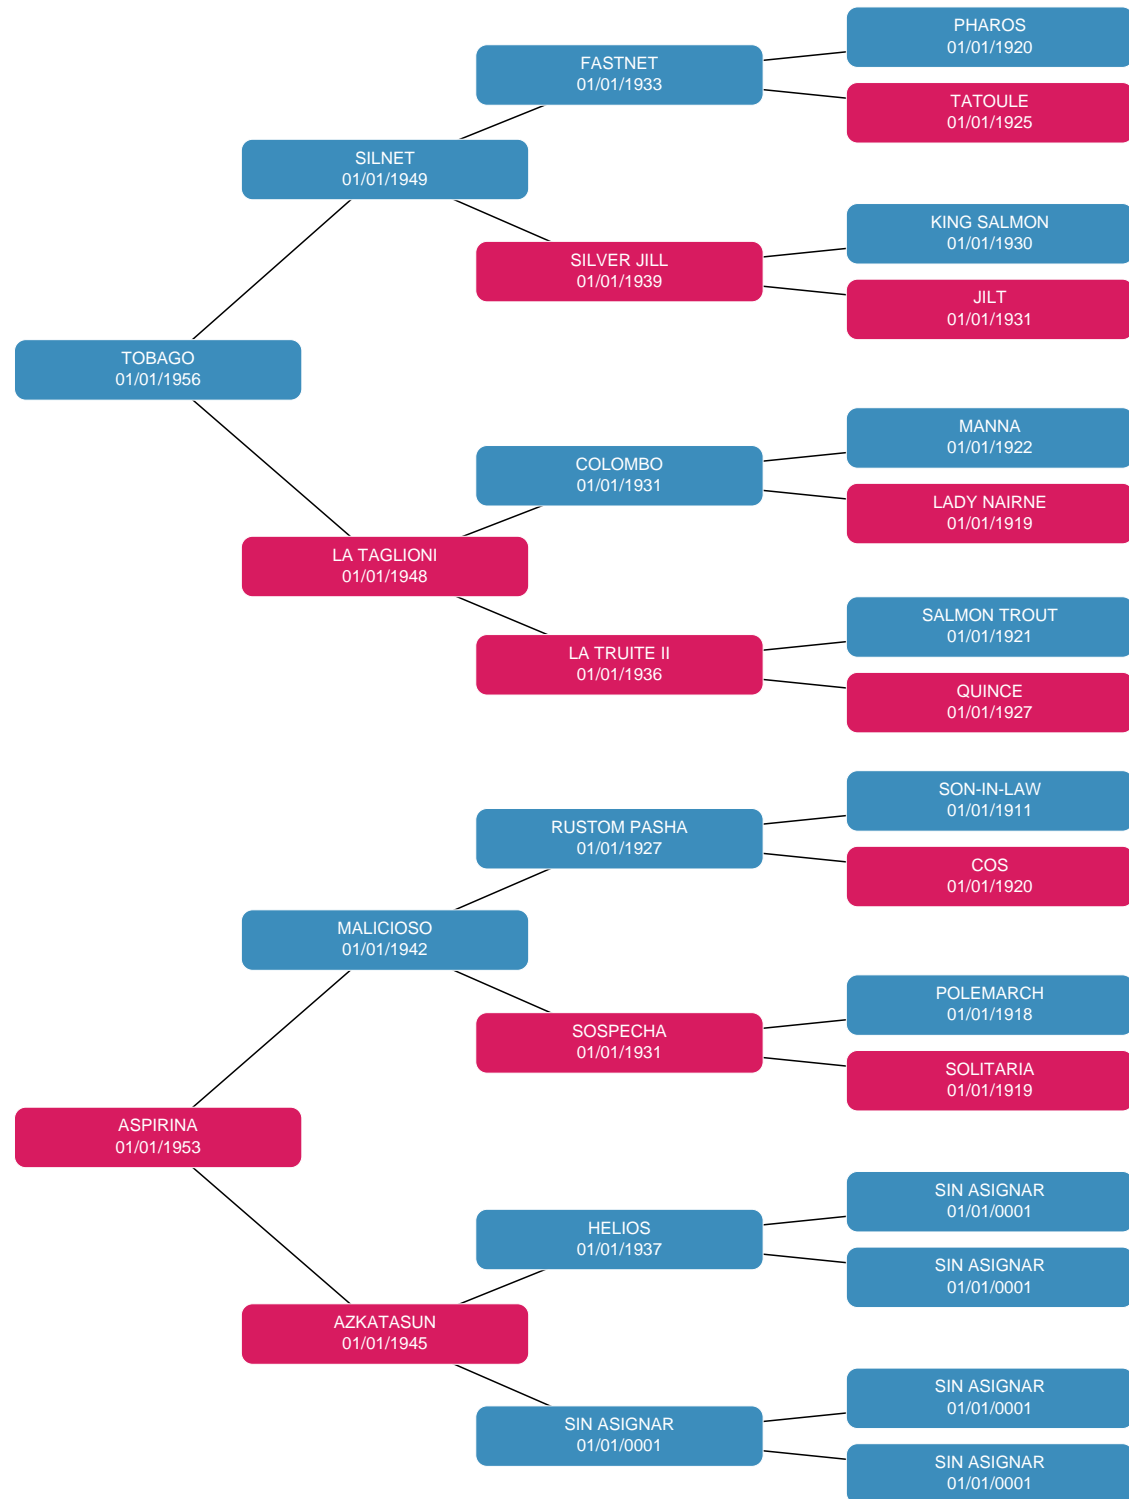 PHAROS
01/01/1920
FASTNET
01/01/1933
TATOULE
01/01/1925
SILNET
01/01/1949
KING SALMON
01/01/1930
SILVER JILL
01/01/1939
JILT
01/01/1931
TOBAGO
01/01/1956
MANNA
01/01/1922
COLOMBO
01/01/1931
LADY NAIRNE
01/01/1919
LA TAGLIONI
01/01/1948
SALMON TROUT
01/01/1921
LA TRUITE II
01/01/1936
QUINCE
01/01/1927
SON-IN-LAW
01/01/1911
RUSTOM PASHA
01/01/1927
COS
01/01/1920
MALICIOSO
01/01/1942
POLEMARCH
01/01/1918
SOSPECHA
01/01/1931
SOLITARIA
01/01/1919
ASPIRINA
01/01/1953
SIN ASIGNAR
01/01/0001
HELIOS
01/01/1937
SIN ASIGNAR
01/01/0001
AZKATASUN
01/01/1945
SIN ASIGNAR
01/01/0001
SIN ASIGNAR
01/01/0001
SIN ASIGNAR
01/01/0001